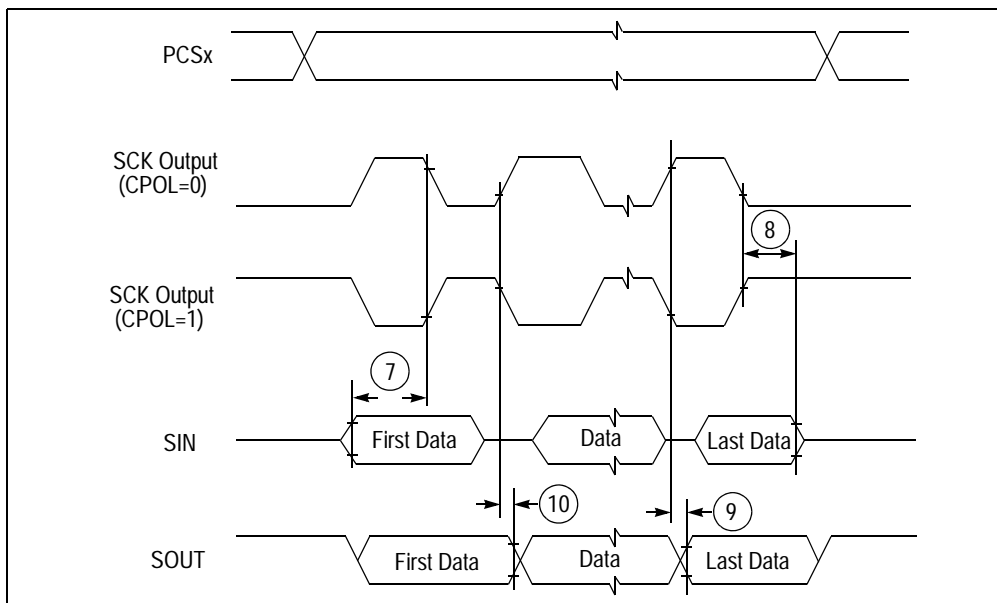 PCSx
SCK Output
(CPOL=0)
8
SCK Output
(CPOL=1)
7
SIN
First Data
Data
Last Data
10
9
SOUT
First Data
Data
Last Data